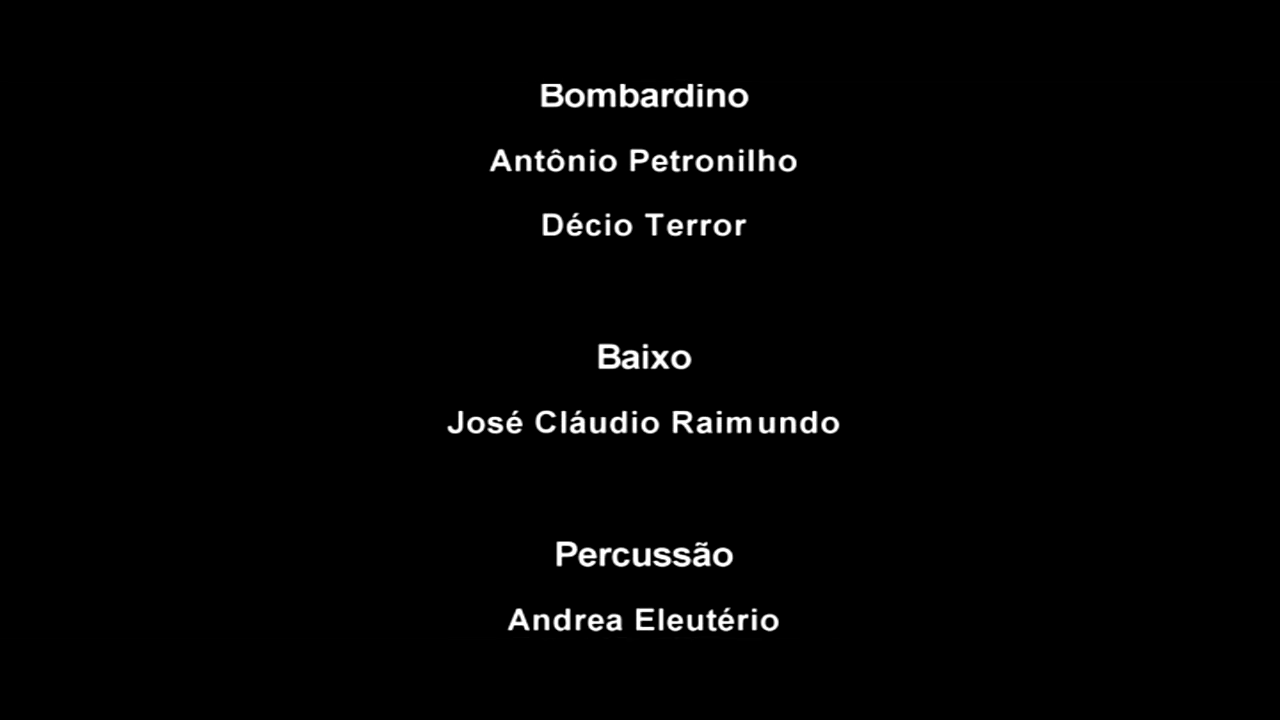 Bombardino
Antônio Petronilho
Décio Terror
Baixo
José Cláudio Raimundo
Percussão
Andrea Eleutério